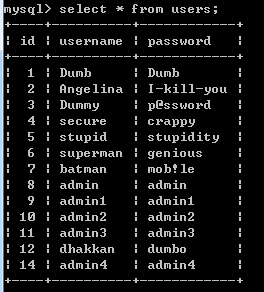 mysql> select * from users;
+----+----------+------------+
¦ id ¦ username ¦ password   ¦
+----+----------+------------+
¦  1 ¦ Dumb     ¦ Dumb       ¦
¦  2 ¦ Angelina ¦ I-kill-you ¦
¦  3 ¦ Dummy    ¦ p@ssword   ¦
¦  4 ¦ secure   ¦ crappy     ¦
¦  5 ¦ stupid   ¦ stupidity  ¦
¦  6 ¦ superman ¦ genious    ¦
¦  7 ¦ batman   ¦ mob!le     ¦
¦  8 ¦ admin    ¦ admin      ¦
¦  9 ¦ admin1   ¦ admin1     ¦
¦ 10 ¦ admin2   ¦ admin2     ¦
¦ 11 ¦ admin3   ¦ admin3     ¦
¦ 12 ¦ dhakkan  ¦ dumbo      ¦
¦ 14 ¦ admin4   ¦ admin4     ¦
+----+----------+------------+